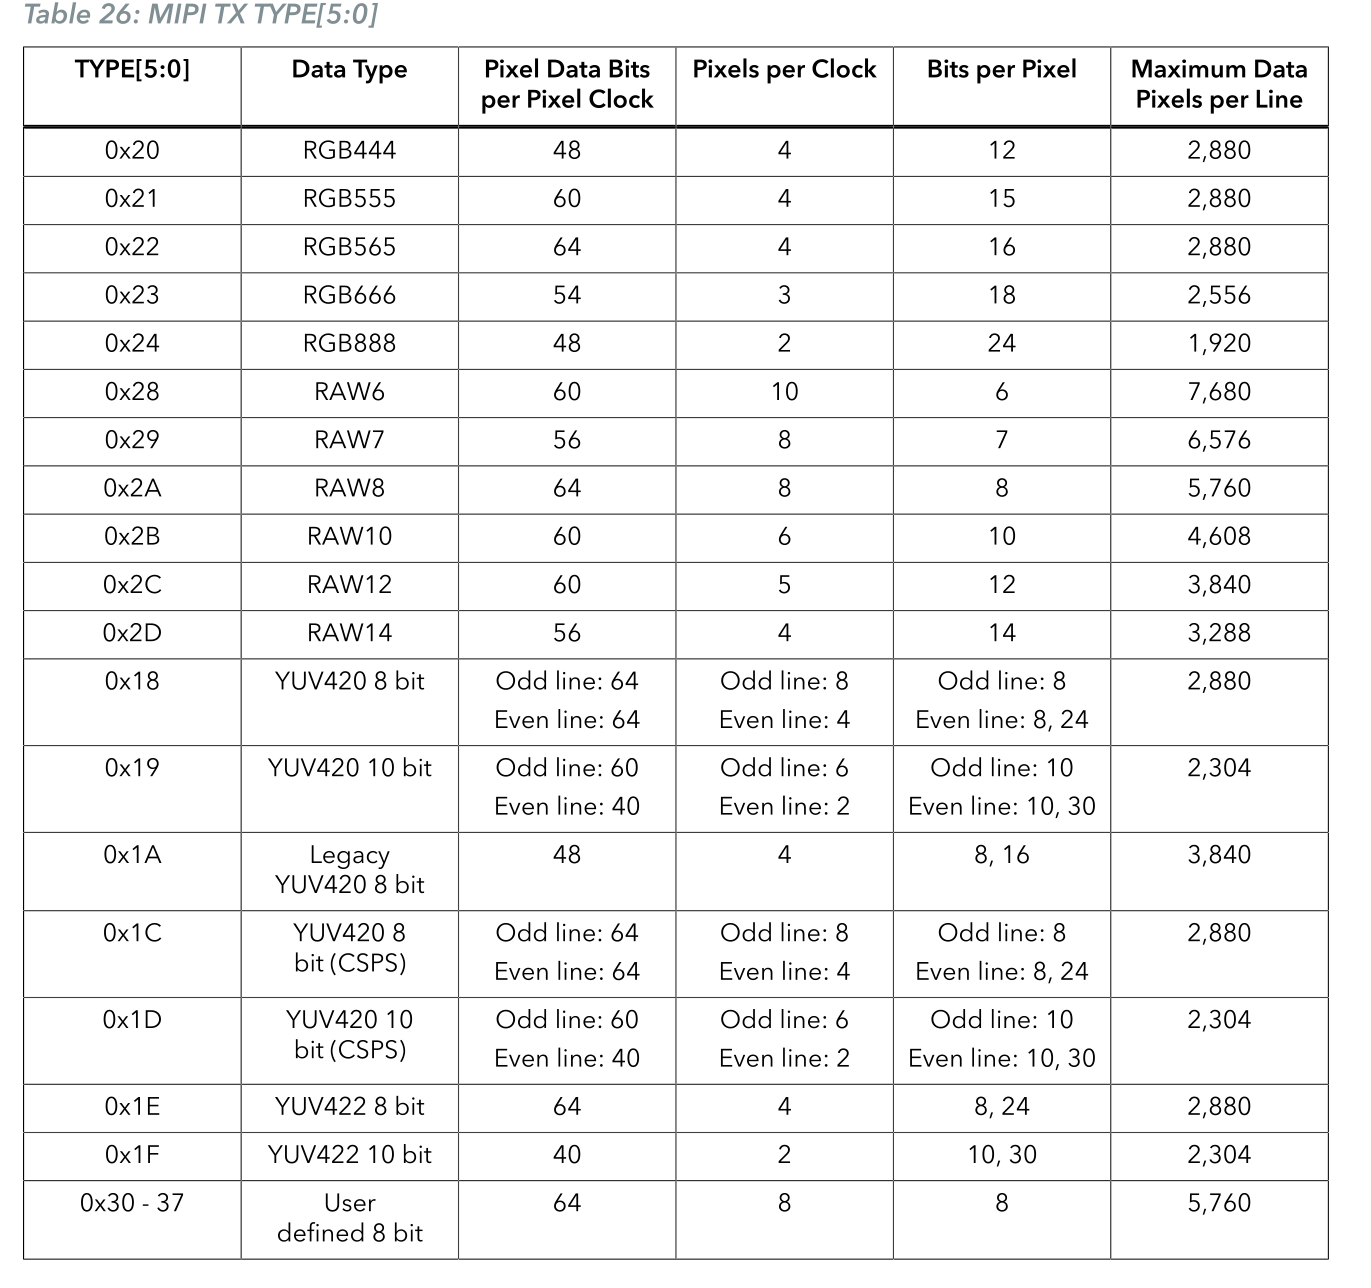 Table 26: MIPI TX TYPE[5:0]
TYPE[5:0] Data Type Pixel Data Bits per Pixel Clock Pixels per Clock Bits per Pixel Maximum Data Pixels per Line
0x20 RGB444 48 4 12 2,880
0x21 RGB555 60 4 15 2,880
0x22 RGB565 64 4 16 2,880
0x23 RGB666 54 3 18 2,556
0x24 RGB888 48 2 24 1,920
0x28 RAW6 60 10 6 7,680
0x29 RAW7 56 8 7 6,576
0x2A RAW8 64 8 8 5,760
0x2B RAW10 60 6 10 4,608
0x2C RAW12 60 5 12 3,840
0x2D RAW14 56 4 14 3,288
0x18 YUV420 8 bit Odd line: 64 Odd line: 8 Odd line: 8 2,880
Even line: 64 Even line: 4 Even line: 8, 24
0x19 YUV420 10 bit Odd line: 60 Odd line: 6 Odd line: 10 2,304
Even line: 40 Even line: 2 Even line: 10, 30
0x1A Legacy 48 4 8, 16 3,840
YUV420 8 bit
0x1C YUV420 8 Odd line: 64 Odd line: 8 Odd line: 8 2,880
bit (CSPS) Even line: 64 Even line: 4 Even line: 8, 24
0x1D YUV420 10 Odd line: 60 Odd line: 6 Odd line: 10 2,304
bit (CSPS) Even line: 40 Even line: 2 Even line: 10, 30
0x1E YUV422 8 bit 64 4 8, 24 2,880
0x1F YUV422 10 bit 40 2 10, 30 2,304
0x30 - 37 User 64 8 8 5,760
defined 8 bit